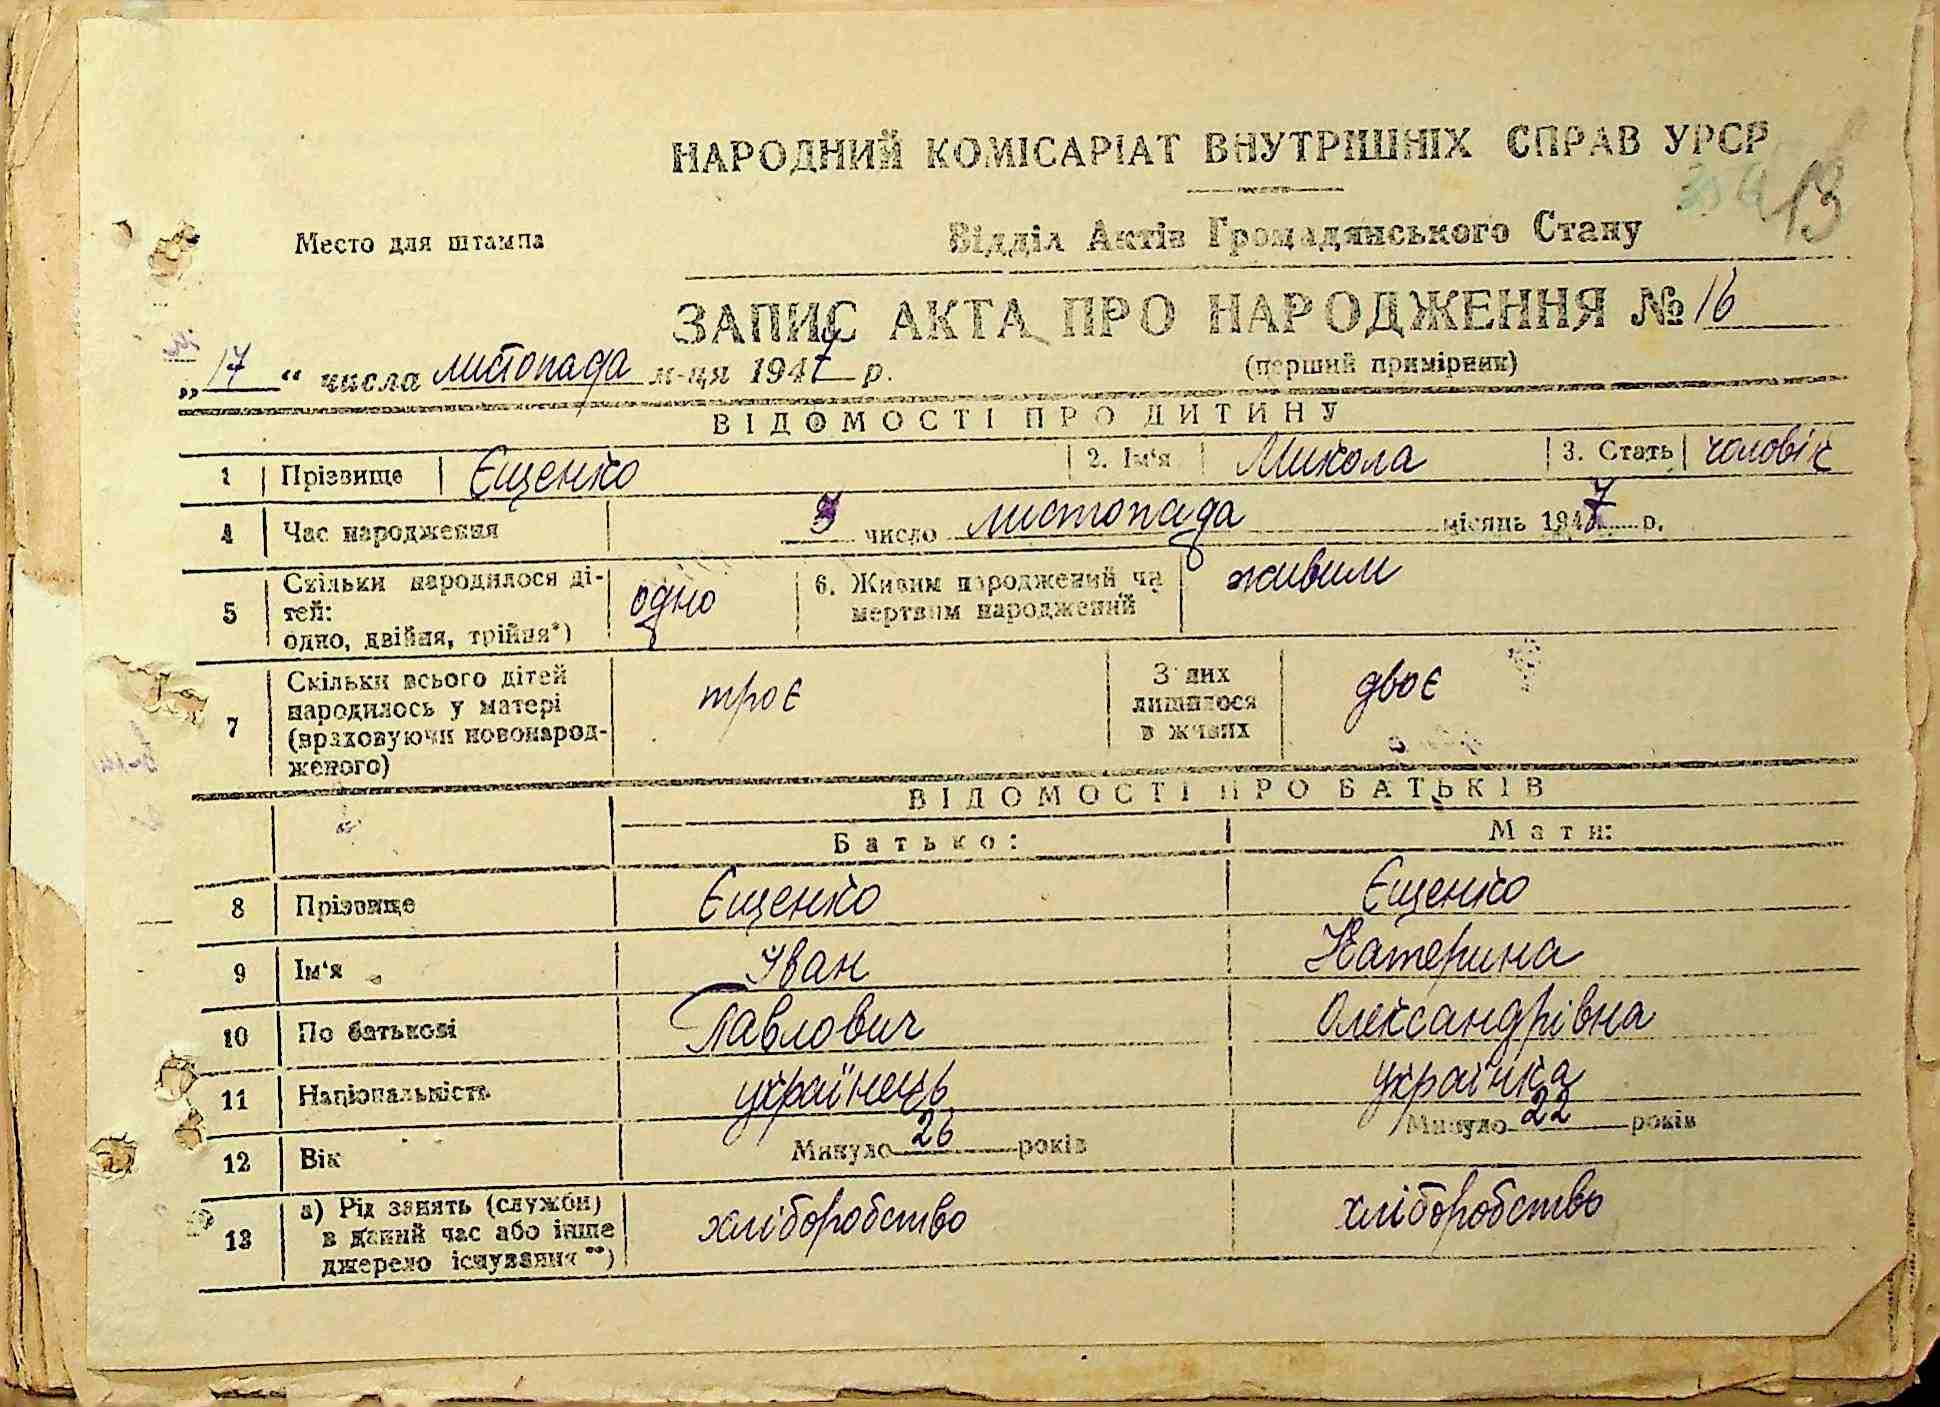 НАРОДНИЙ КОМІСАРІАТ ВНУТРІШНІХ СПРАВ УРСР
13
Место для штампа
Відділ Актів Громадянського Стану
ЗАПИС АКТА ПРО НАРОДЖЕННЯ № 16
„17“ числа листопада м-ця 1947 р.
(перший примірник)
ВІДОМОСТІ ПРО ДИТИНУ
1 Прізвище Єщенко 2. Ім'я Микола 3. Стать чоловік
4 Час народження число листопада місяць 1947 р.
5 Скільки народилося ді-
тей:
одно, двійня, трійня*) одно 6. Живим народжений чи
мертвим народжений живим
7 Скільки всього дітей
народилось у матері
(враховуючи новонарод-
женого) троє З них
лишилося
в живих двоє
ВІДОМОСТІ ПРО БАТЬКІВ
Батько: Мати:
8 Прізвище Єщенко Єщенко
9 Ім'я Іван Катерина
10 По батькові Павлович Олександрівна
11 Національність українець українка
12 Вік Минуло 26 років Минуло 22 років
13 а) Рід занять (служби)
в даний час або інше
джерело існування**) хліборобство хліборобство